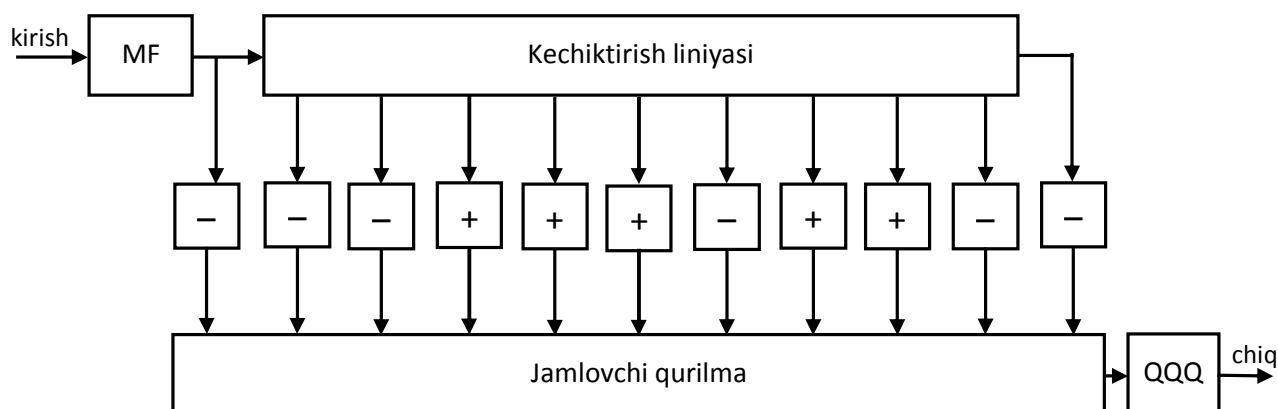 kirish
MF
Kechiktirish liniyasi
− − − + + + − + + − −
Jamlovchi qurilma
QQQ
chiq